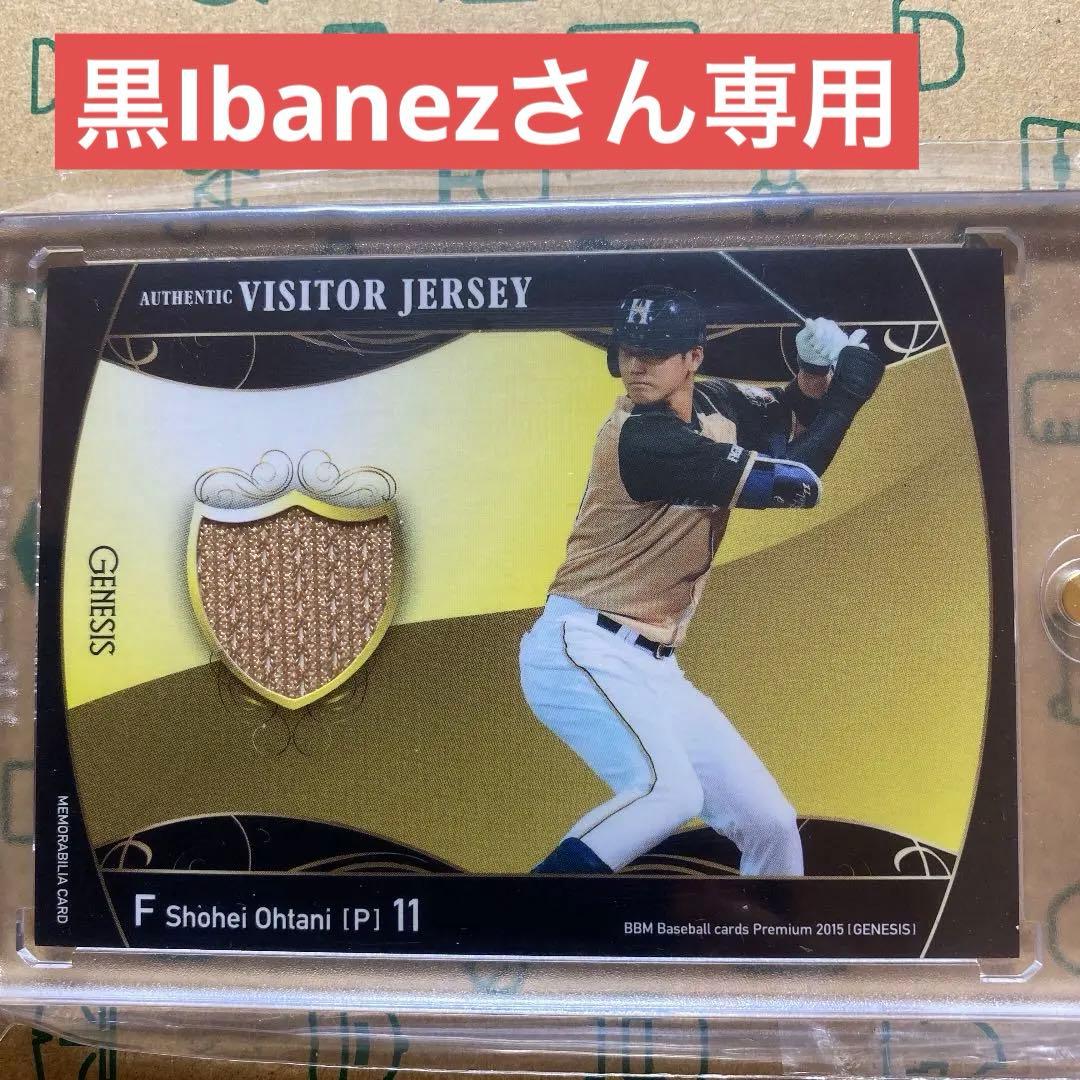 黒Ibanezさん専用
AUTHENTIC VISITOR JERSEY
H
GENESIS
MEMORABILIA CARD
F Shohei Ohtani [P] 11
BBM Baseball cards Premium 2015 [GENESIS]